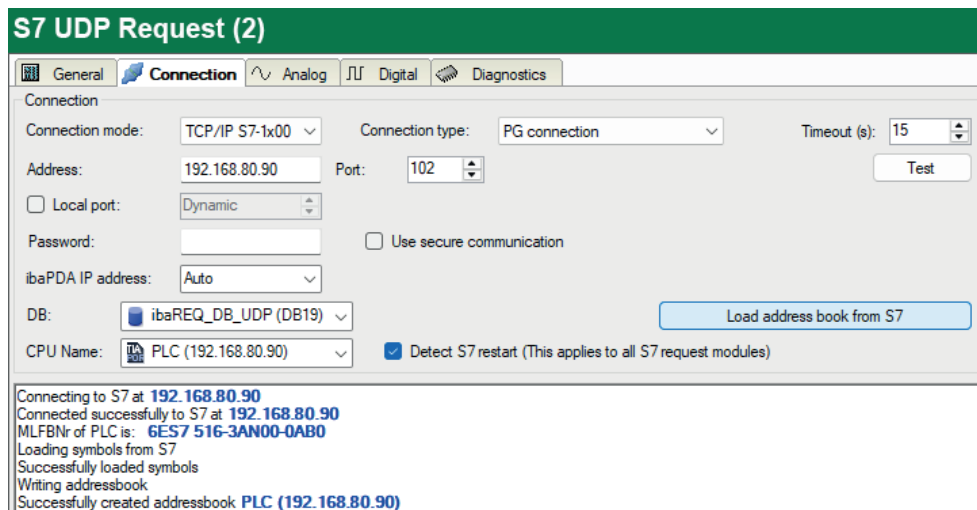 S7 UDP Request (2)
General Connection Analog Digital Diagnostics
Connection
Connection mode: TCP/IP S7-1x00 Connection type: PG connection Timeout (s): 15
Address: 192.168.80.90 Port: 102 Test
Local port: Dynamic
Password: Use secure communication
ibaPDA IP address: Auto
DB: ibaREQ_DB_UDP (DB19) Load address book from S7
CPU Name: PLC (192.168.80.90) Detect S7 restart (This applies to all S7 request modules)
Connecting to S7 at 192.168.80.90
Connected successfully to S7 at 192.168.80.90
MLFBNr of PLC is: 6ES7 516-3AN00-0AB0
Loading symbols from S7
Successfully loaded symbols
Writing addressbook
Successfully created addressbook PLC (192.168.80.90)